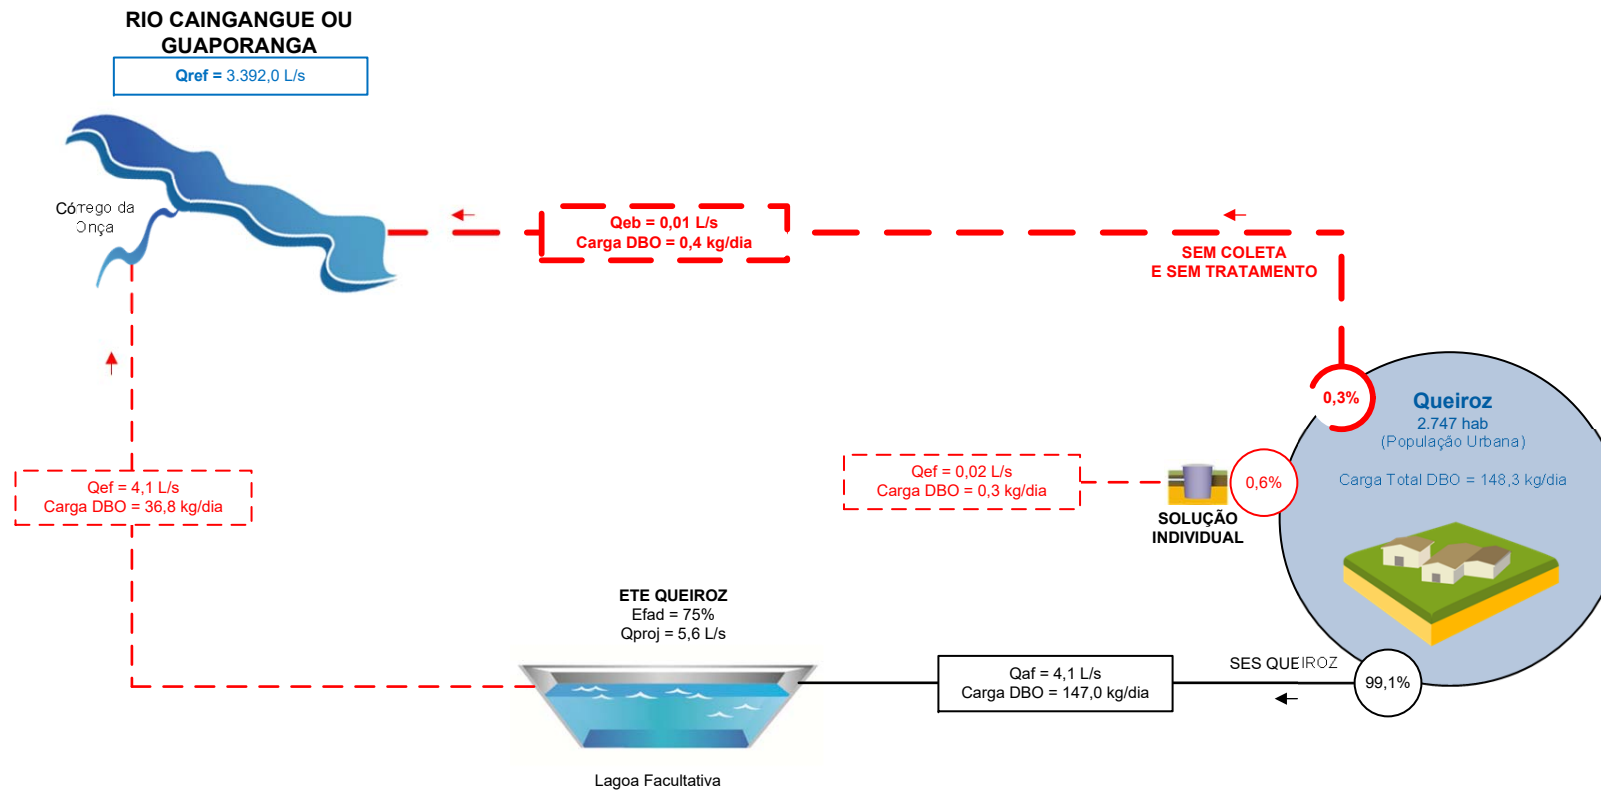 RIO CAINGANGUE OU
GUAPORANGA
Qref = 3.392,0 L/s
Córrego da
Onça
Qeb = 0,01 L/s
Carga DBO = 0,4 kg/dia
SEM COLETA
E SEM TRATAMENTO
0,3%
Queiroz
2.747 hab
(População Urbana)
Carga Total DBO = 148,3 kg/dia
Qef = 0,02 L/s
Carga DBO = 0,3 kg/dia
0,6%
SOLUÇÃO
INDIVIDUAL
Qef = 4,1 L/s
Carga DBO = 36,8 kg/dia
ETE QUEIROZ
Efad = 75%
Qproj = 5,6 L/s
Qaf = 4,1 L/s
Carga DBO = 147,0 kg/dia
SES QUEIROZ
99,1%
Lagoa Facultativa